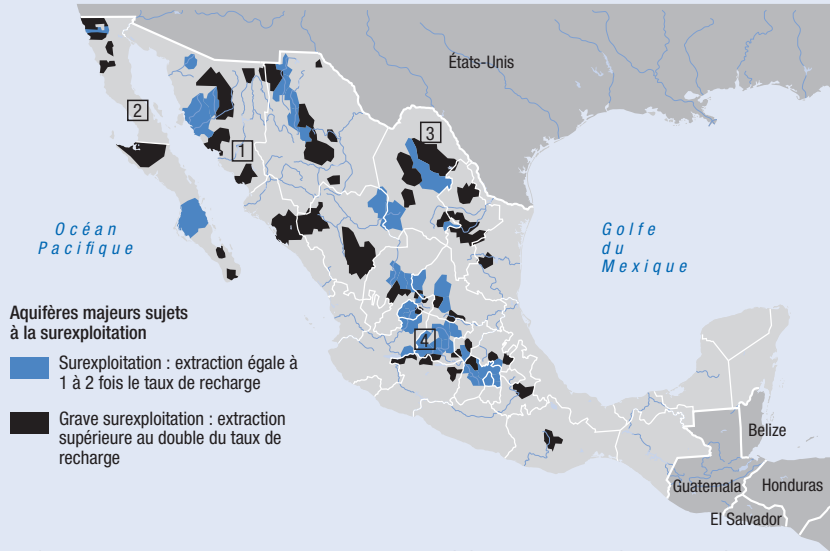 États-Unis
2
1
3
Océan
Pacifique
Golfe
du
Mexique
Aquifères majeurs sujets
à la surexploitation
Surexploitation : extraction égale à
1 à 2 fois le taux de recharge
4
Grave surexploitation : extraction
supérieure au double du taux de
recharge
Belize
Guatemala
Honduras
El Salvador